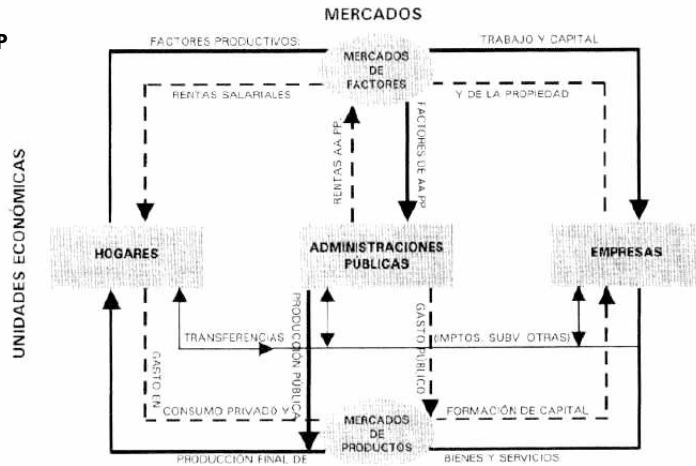 MERCADOS
P
FACTORES PRODUCTIVOS:
TRABAJO Y CAPITAL
MERCADOS
DE
FACTORES
RENTAS SALARIALES
Y DE LA PROPIEDAD
RENTAS AA.PP.
FACTORES DE AA.PP
UNIDADES ECONÓMICAS
HOGARES
ADMINISTRACIONES
PÚBLICAS
EMPRESAS
PRODUCCIÓN PÚBLICA
GASTO PÚBLICO
TRANSFERENCIAS
(IMPTOS. SUBV. OTRAS)
GASTO EN
CONSUMO PRIVADO Y
FORMACIÓN DE CAPITAL
MERCADOS
DE
PRODUCTOS
PRODUCCIÓN FINAL DE
BIENES Y SERVICIOS